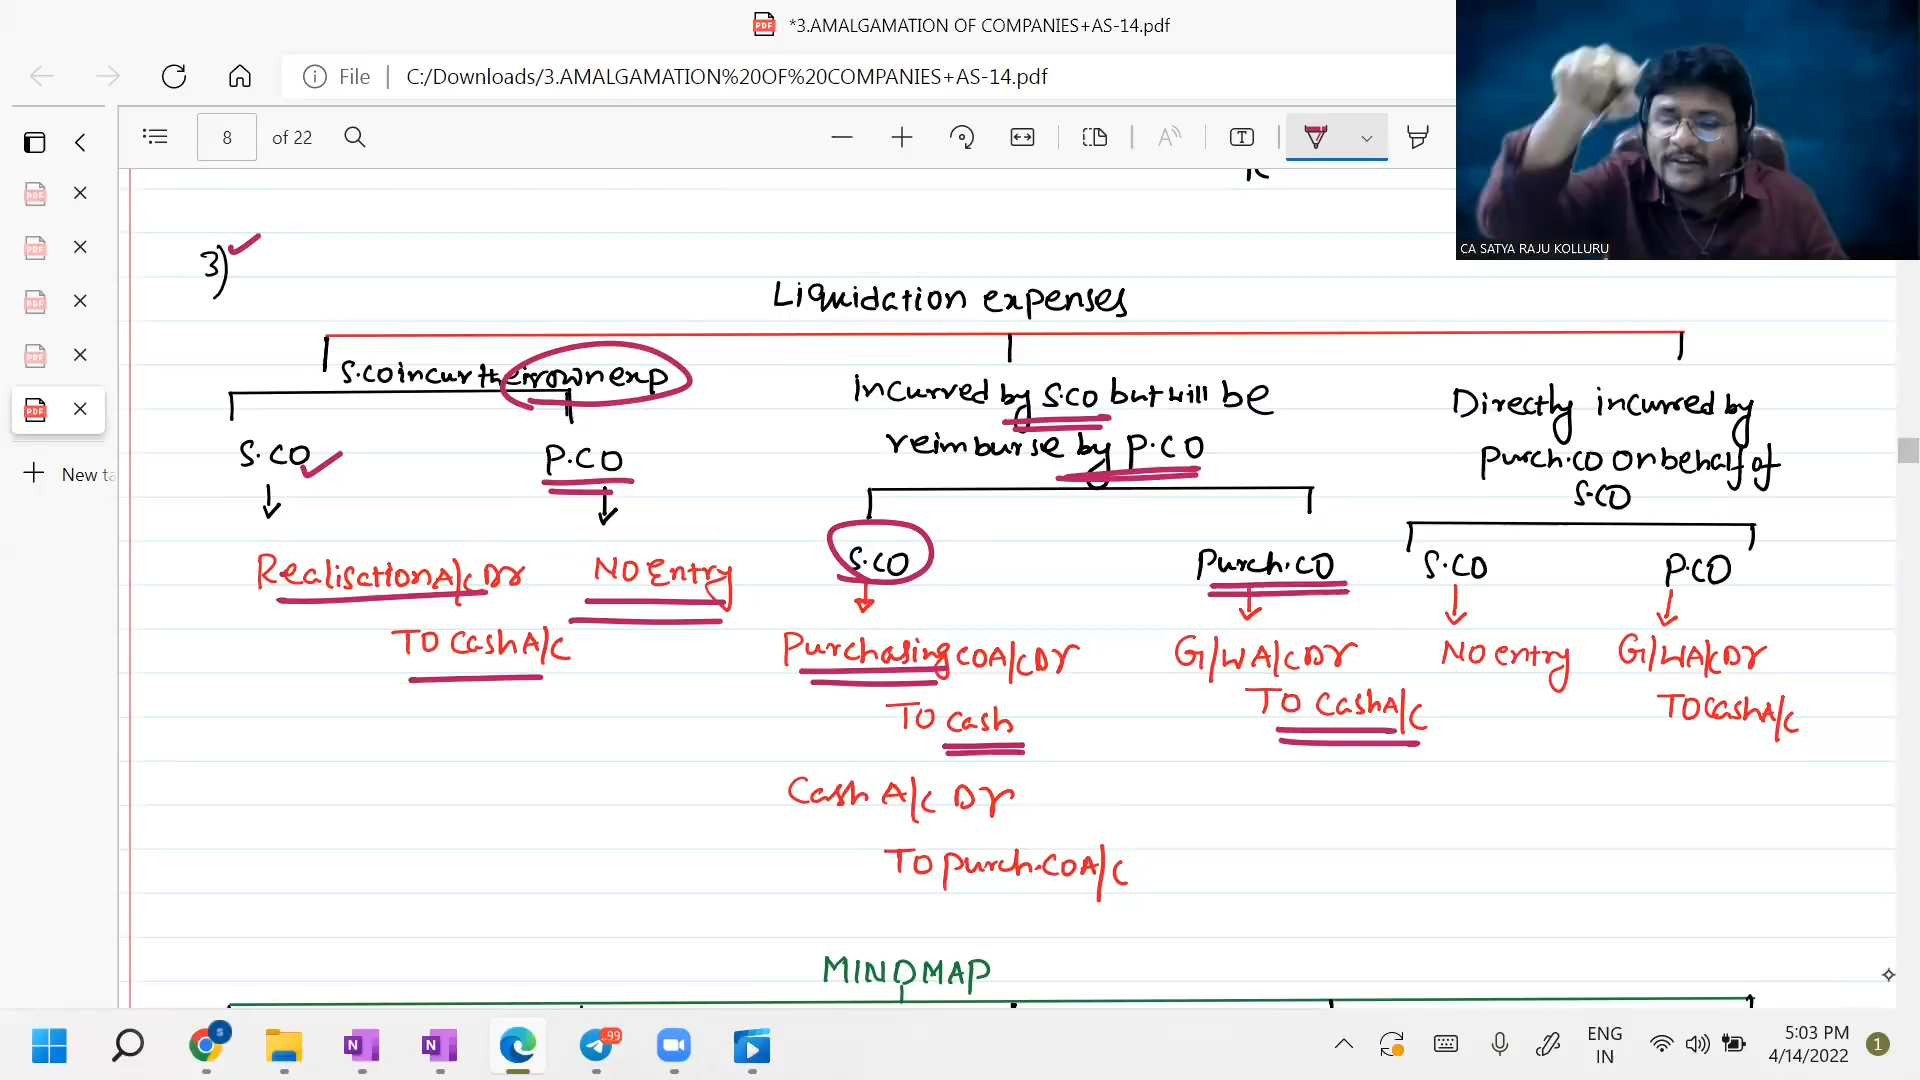 *3.AMALGAMATION OF COMPANIES+AS-14.pdf
File | C:/Downloads/3.AMALGAMATION%20OF%20COMPANIES+AS-14.pdf
8 of 22
CA SATYA RAJU KOLLURU
3)
Liquidation expenses
S.CO incur their own exp
S.CO
P.CO
Realisation A/c Dr
TO Cash A/C
NO Entry
Incurred by S.CO but will be
reimburse by P.CO
S.CO
Purch.CO
Purchasing CO A/C Dr
TO Cash
Cash A/C Dr
TO purch.CO A/C
G/W A/C Dr
TO Cash A/C
Directly incurred by
purch.co on behalf of
S.CO
S.CO
P.CO
NO entry
G/W A/C Dr
TO Cash A/C
MINDMAP
New ta
.99
ENG
IN
5:03 PM
4/14/2022
1